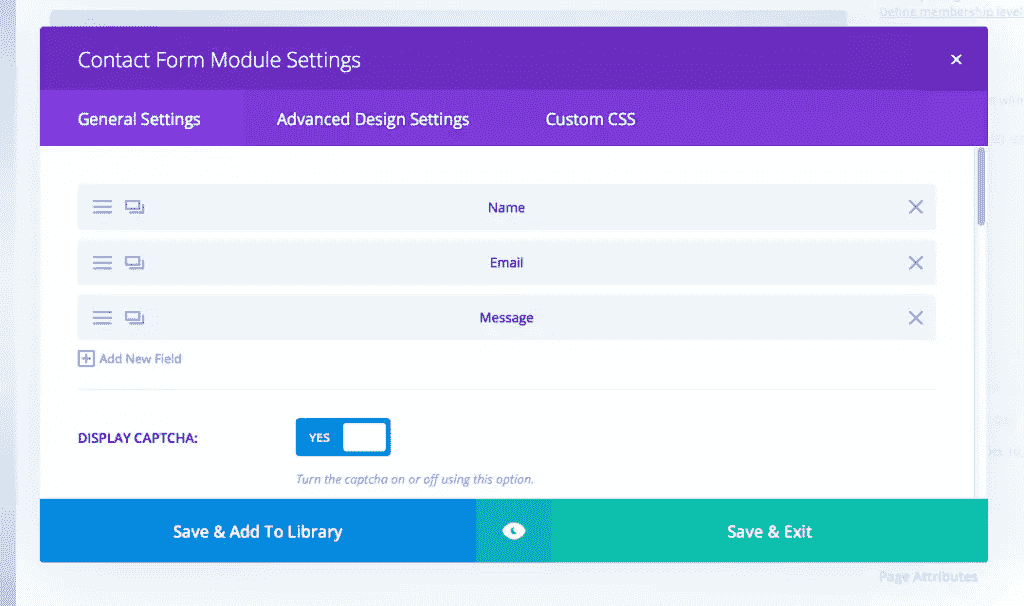 Define membership level
Contact Form Module Settings
General Settings
Advanced Design Settings
Custom CSS
Name
Email
Message
Add New Field
DISPLAY CAPTCHA:
YES
Turn the captcha on or off using this option.
Save & Add To Library
Save & Exit
Page Attributes